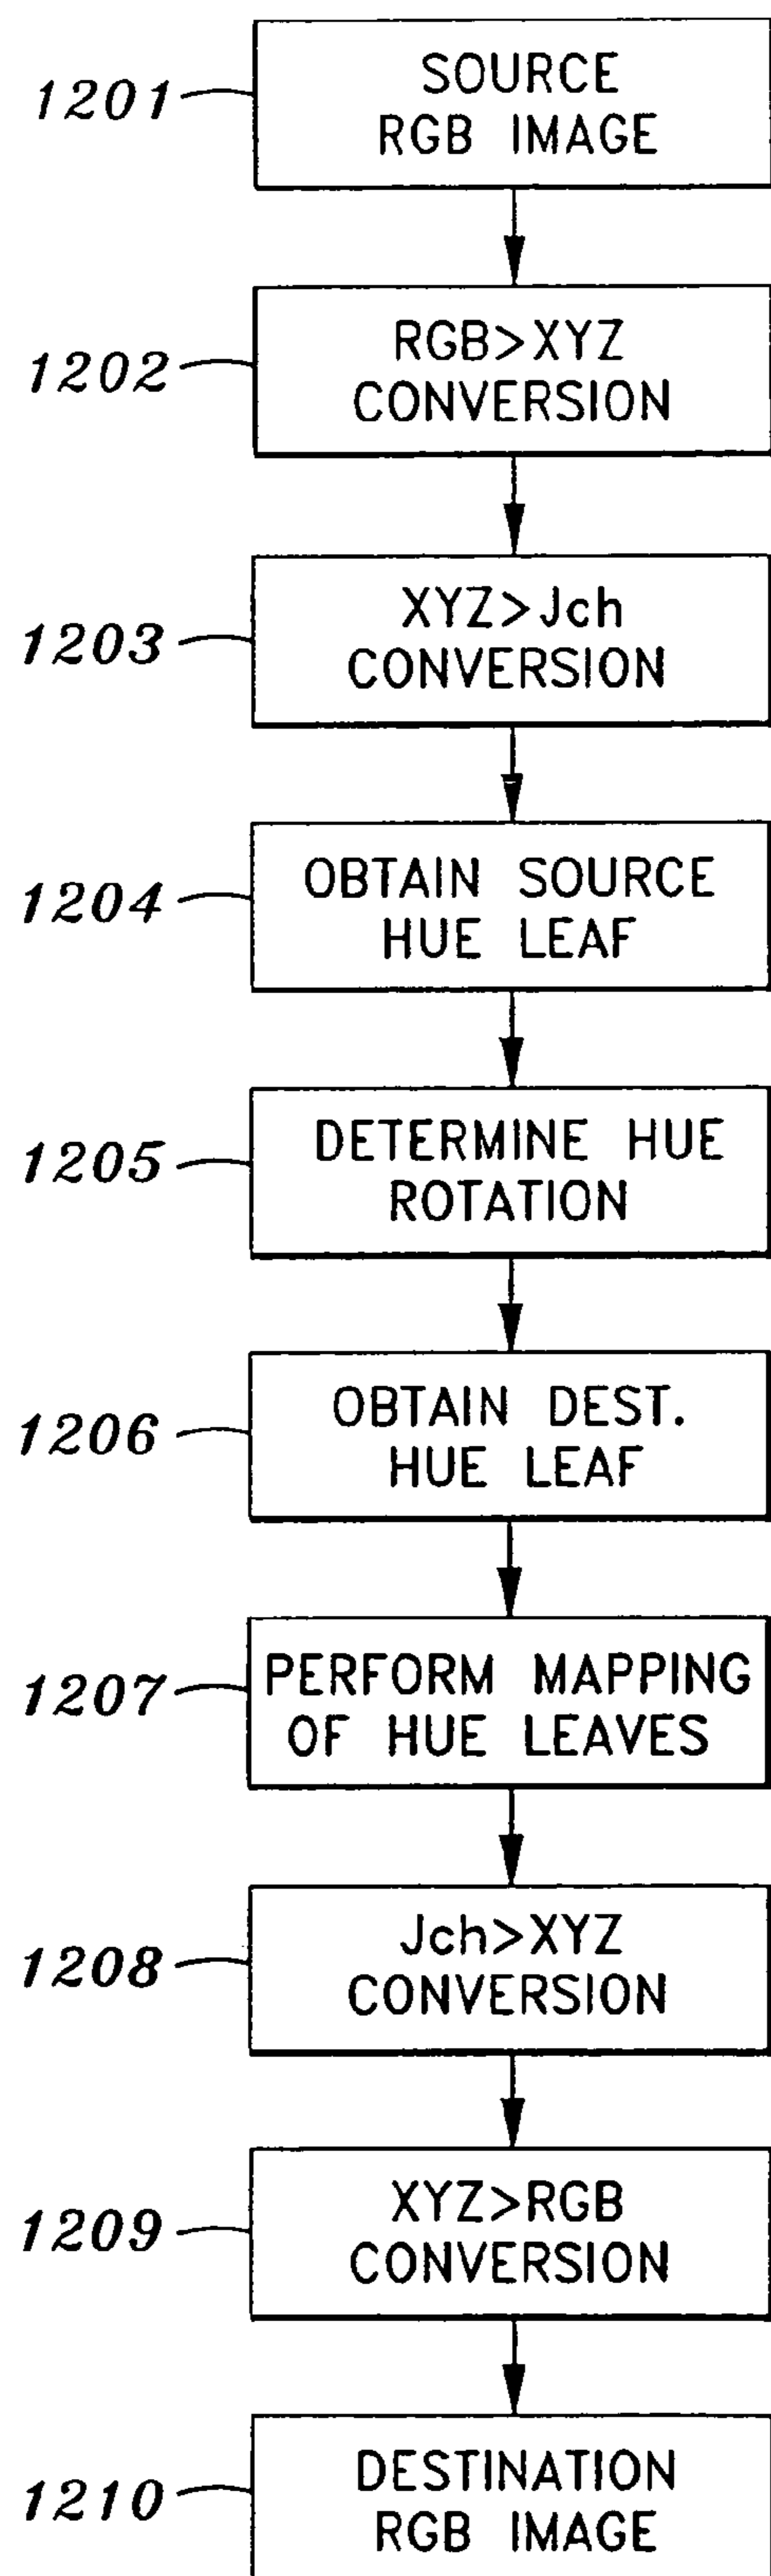 1201
SOURCE
RGB IMAGE
1202
RGB>XYZ
CONVERSION
1203
XYZ>Jch
CONVERSION
1204
OBTAIN SOURCE
HUE LEAF
1205
DETERMINE HUE
ROTATION
1206
OBTAIN DEST.
HUE LEAF
1207
PERFORM MAPPING
OF HUE LEAVES
1208
Jch>XYZ
CONVERSION
1209
XYZ>RGB
CONVERSION
1210
DESTINATION
RGB IMAGE